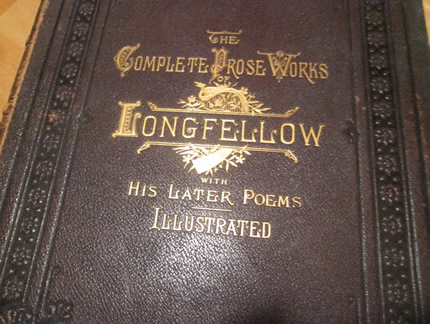 THE
COMPLETE PROSE WORKS
OF
LONGFELLOW
WITH
HIS LATER POEMS
ILLUSTRATED